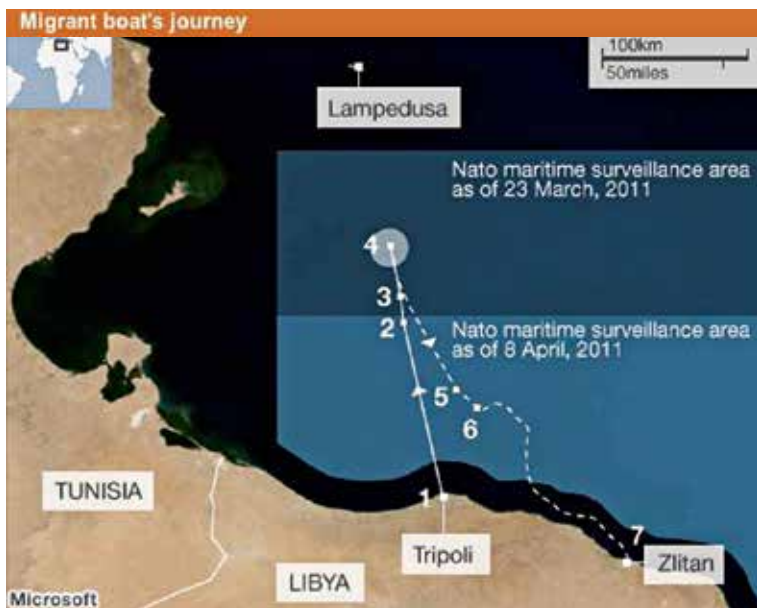 Migrant boat's journey
100km
50miles
Lampedusa
Nato maritime surveillance area
as of 23 March, 2011
4
3
2
Nato maritime surveillance area
as of 8 April, 2011
5
6
1
7
TUNISIA
Tripoli
Zlitan
LIBYA
Microsoft